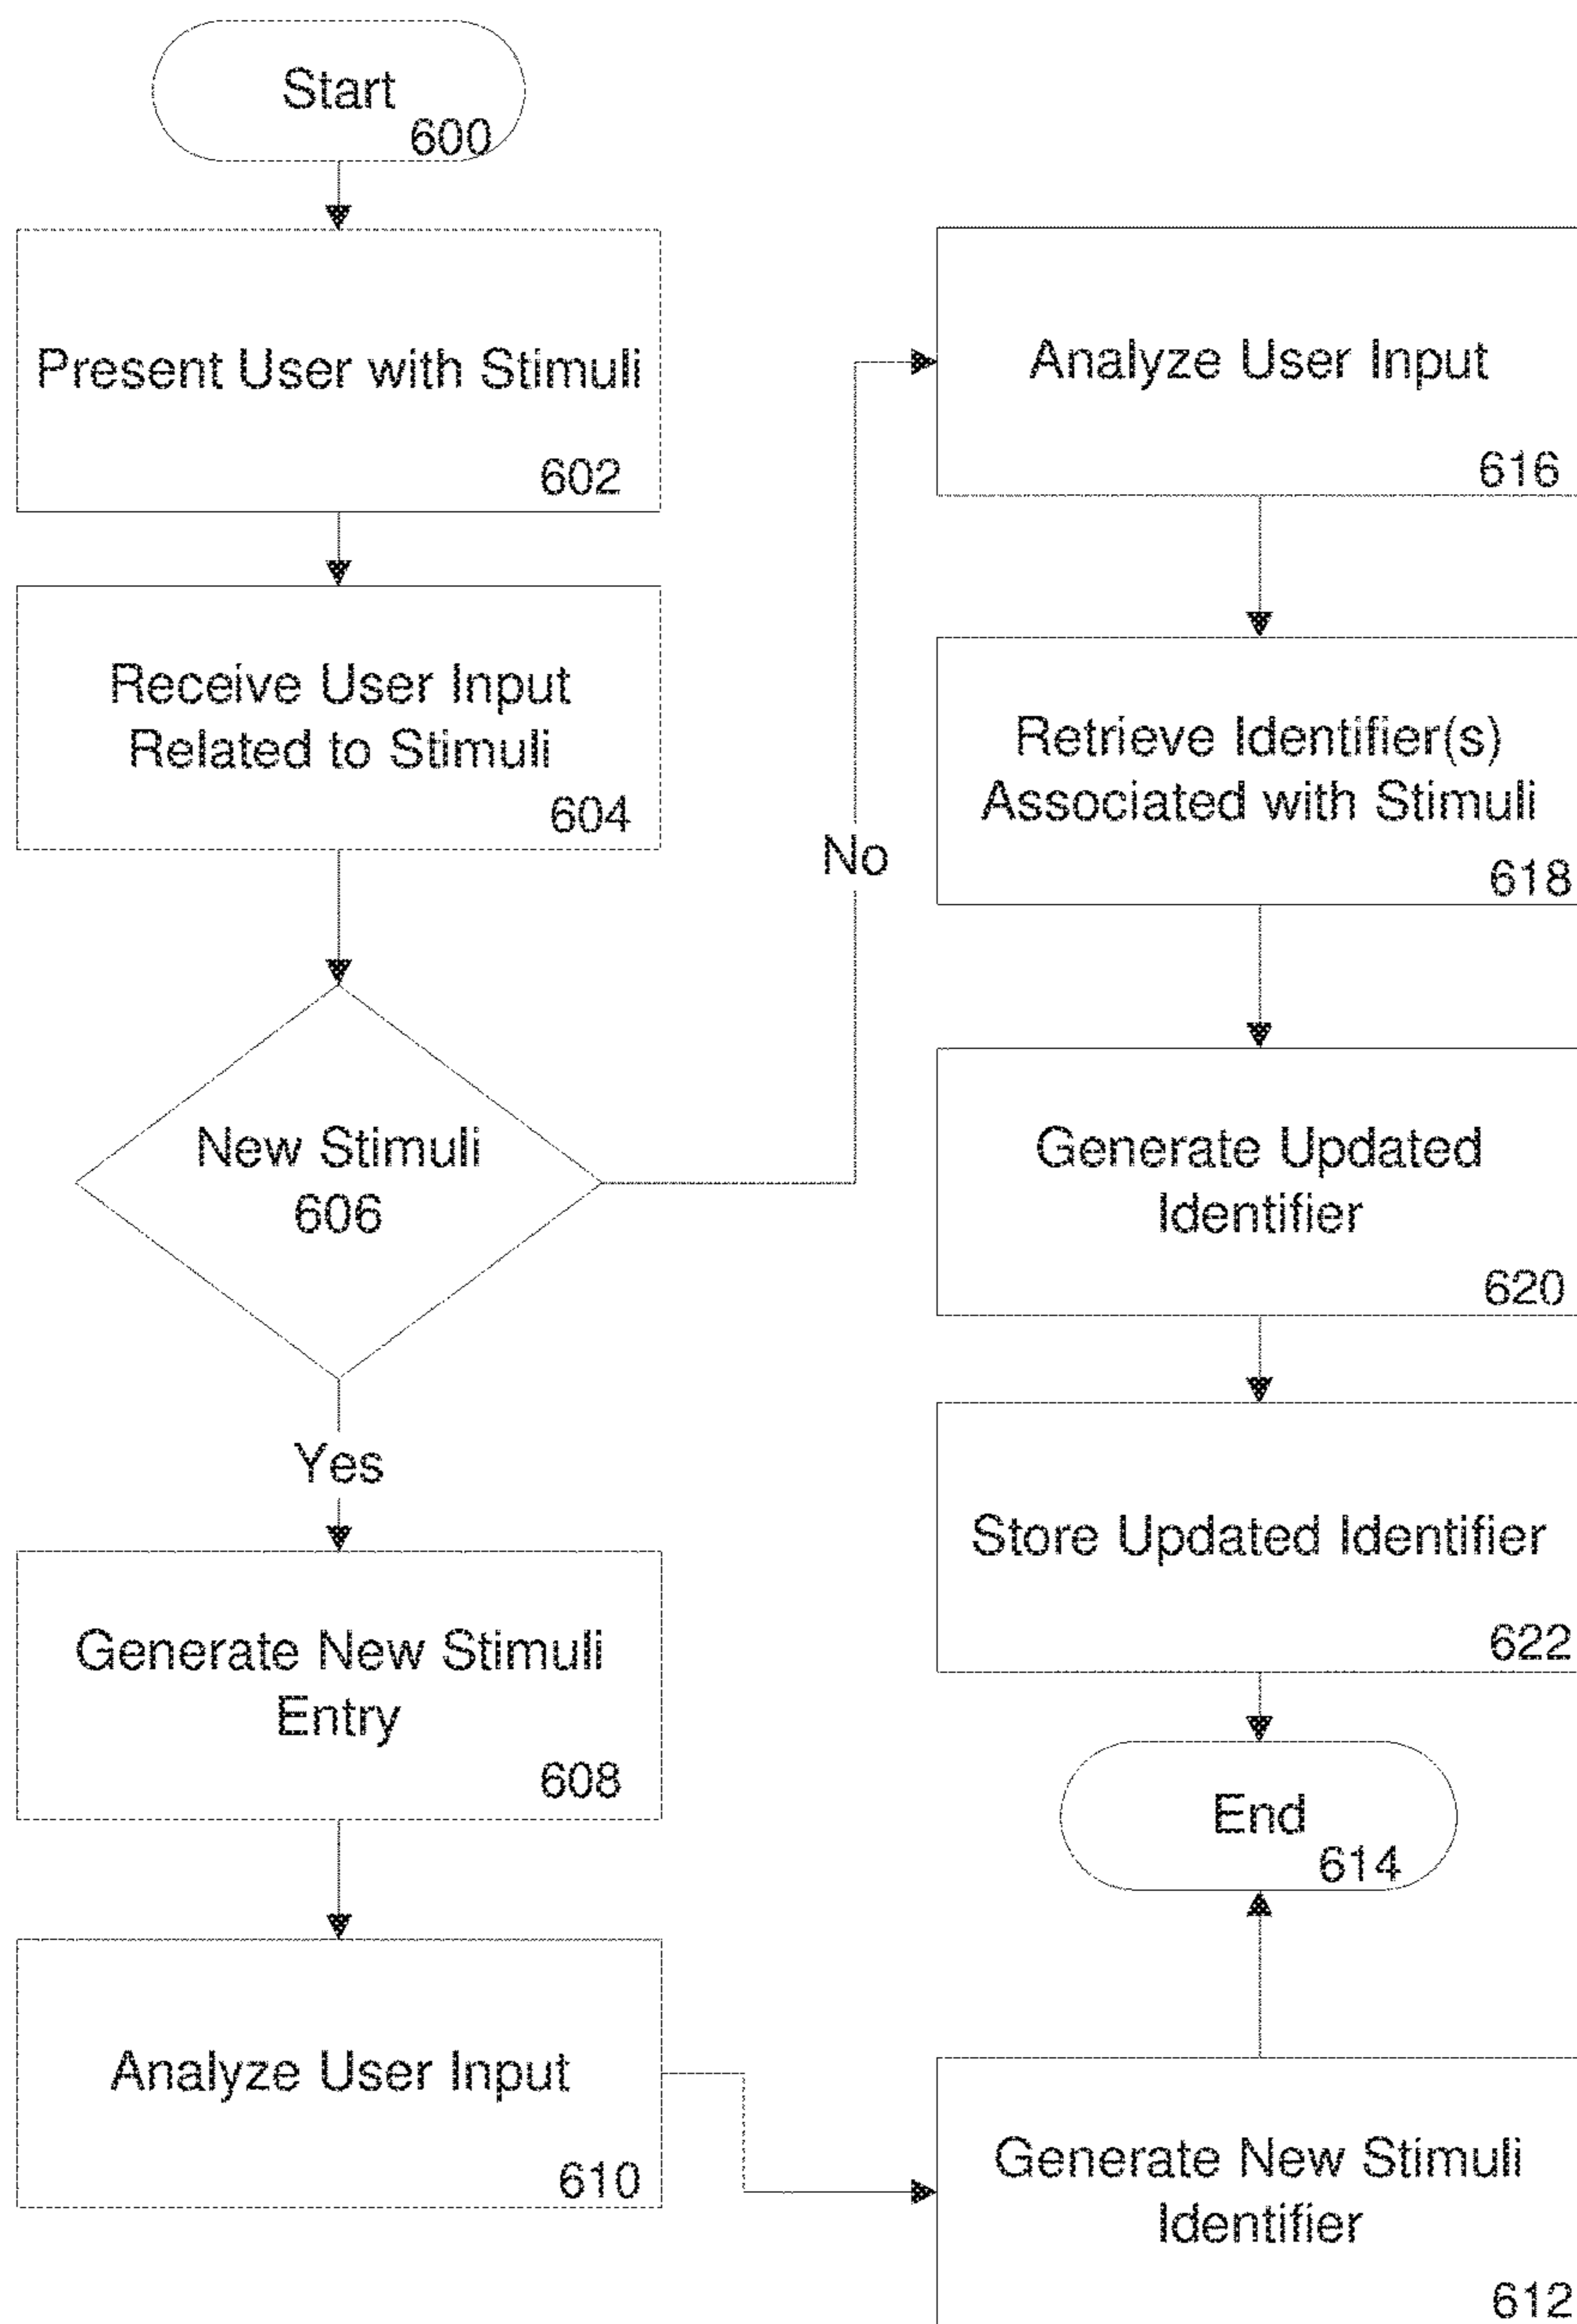 Start
600
Present User with Stimuli
602
Receive User Input
Related to Stimuli
604
New Stimuli
606
Yes
No
Generate New Stimuli
Entry
608
Analyze User Input
610
Analyze User Input
616
Retrieve Identifier(s)
Associated with Stimuli
618
Generate Updated
Identifier
620
Store Updated Identifier
622
End
614
Generate New Stimuli
Identifier
612